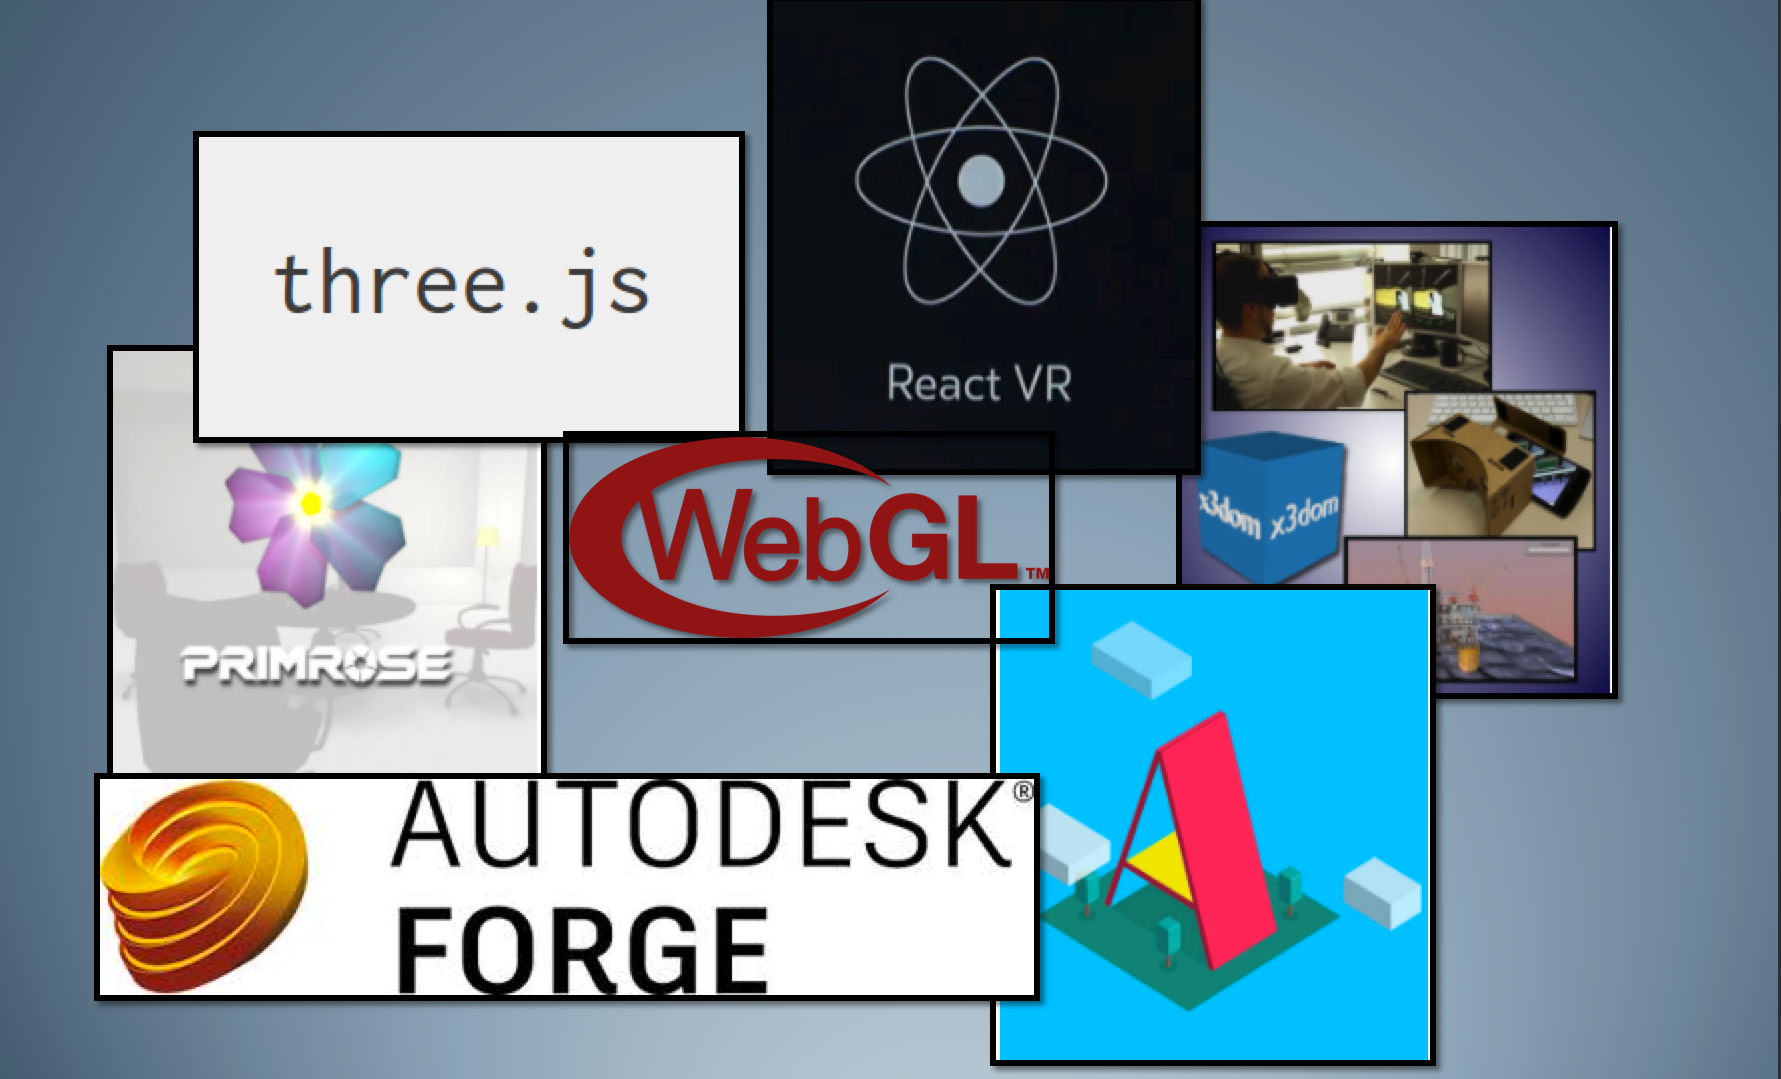 three.js
React VR
WebGL™
x3dom x3dom
PRIMROSE
AUTODESK®
FORGE